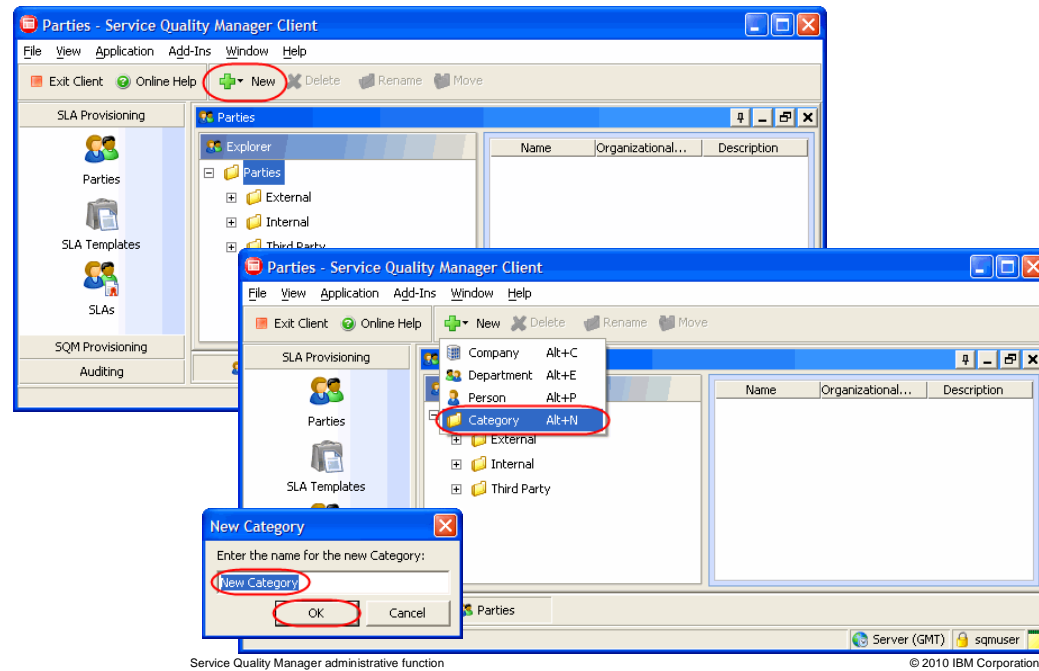 Parties - Service Quality Manager Client
File View Application Add-Ins Window Help
Exit Client Online Help New Delete Rename Move
SLA Provisioning
Parties
SLA Templates
SLAs
SQM Provisioning
Auditing
Parties
Explorer
Parties
External
Internal
Third Party
Name Organizational... Description
Parties - Service Quality Manager Client
File View Application Add-Ins Window Help
Exit Client Online Help New Delete Rename Move
SLA Provisioning
Parties
SLA Templates
Company Alt+C
Department Alt+E
Person Alt+P
Category Alt+N
External
Internal
Third Party
Name Organizational... Description
New Category
Enter the name for the new Category:
New Category
OK Cancel
Parties
Server (GMT) sqmuser
Service Quality Manager administrative function © 2010 IBM Corporation